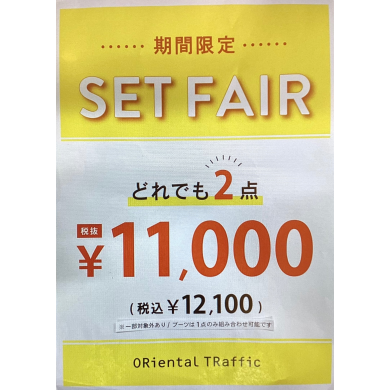 期間限定
SET FAIR
どれでも2点
税抜
¥11,000
(税込¥12,100)
※一部対象外あり/ブーツは1点のみ組み合わせ可能です
ORiental TRaffic